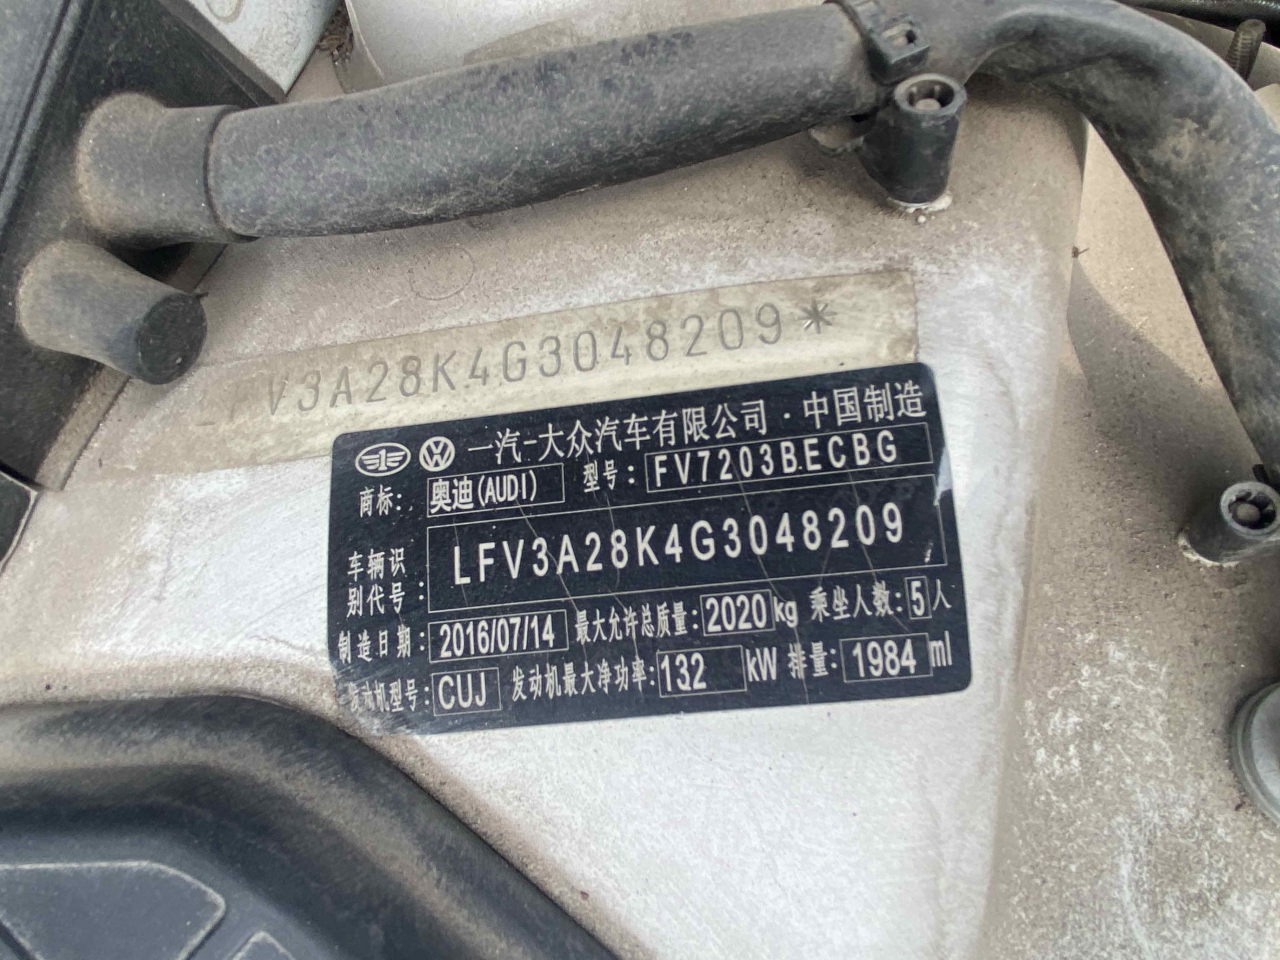 V3A28K4G3048209*
一汽-大众汽车有限公司·中国制造
商标: 奥迪(AUDI) 型号: FV7203BECBG
车辆识别代号: LFV3A28K4G3048209
制造日期: 2016/07/14 最大允许总质量: 2020kg 乘坐人数: 5人
发动机型号: CUJ 发动机最大净功率: 132 kW 排量: 1984 ml